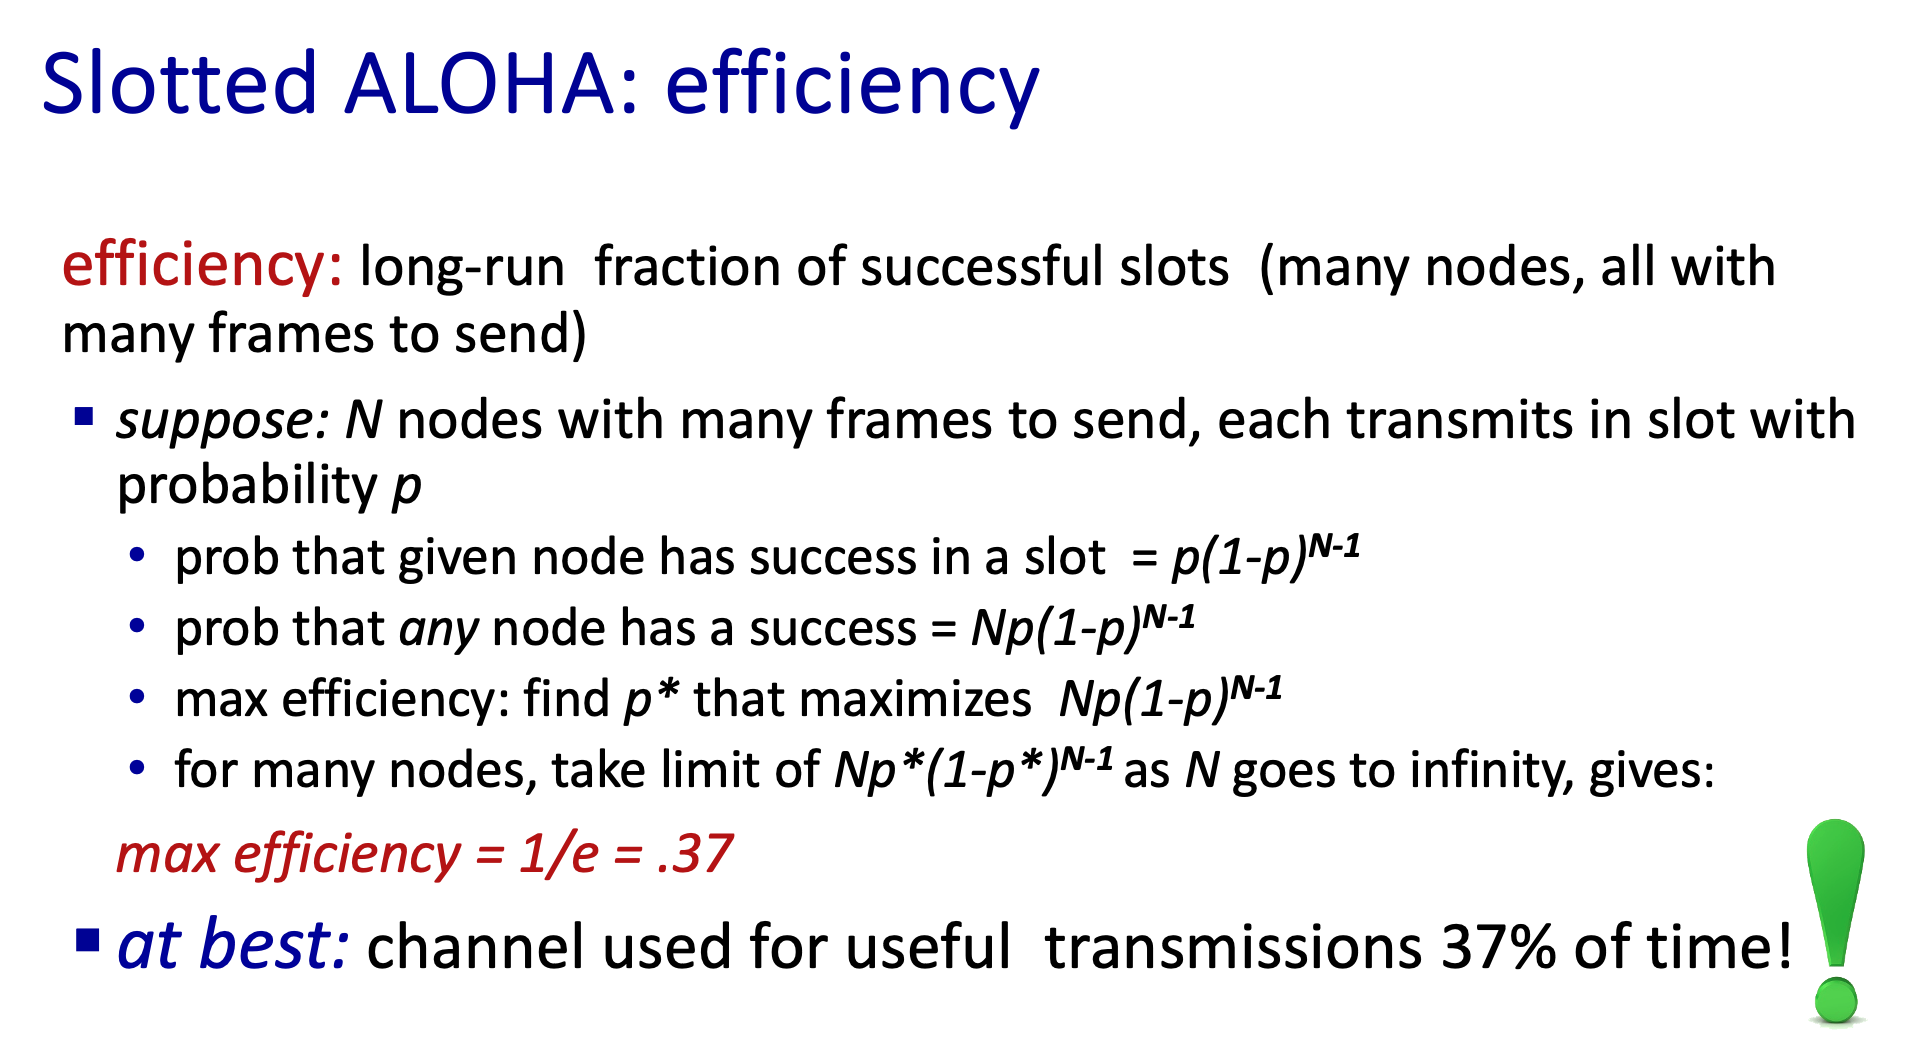 Slotted ALOHA: efficiency
efficiency: long-run fraction of successful slots (many nodes, all with
many frames to send)
▪ suppose: N nodes with many frames to send, each transmits in slot with
probability p
• prob that given node has success in a slot = p(1-p)^{N-1}
• prob that any node has a success = Np(1-p)^{N-1}
• max efficiency: find p* that maximizes Np(1-p)^{N-1}
• for many nodes, take limit of Np*(1-p*)^{N-1} as N goes to infinity, gives:
max efficiency = 1/e = .37
▪ at best: channel used for useful transmissions 37% of time!